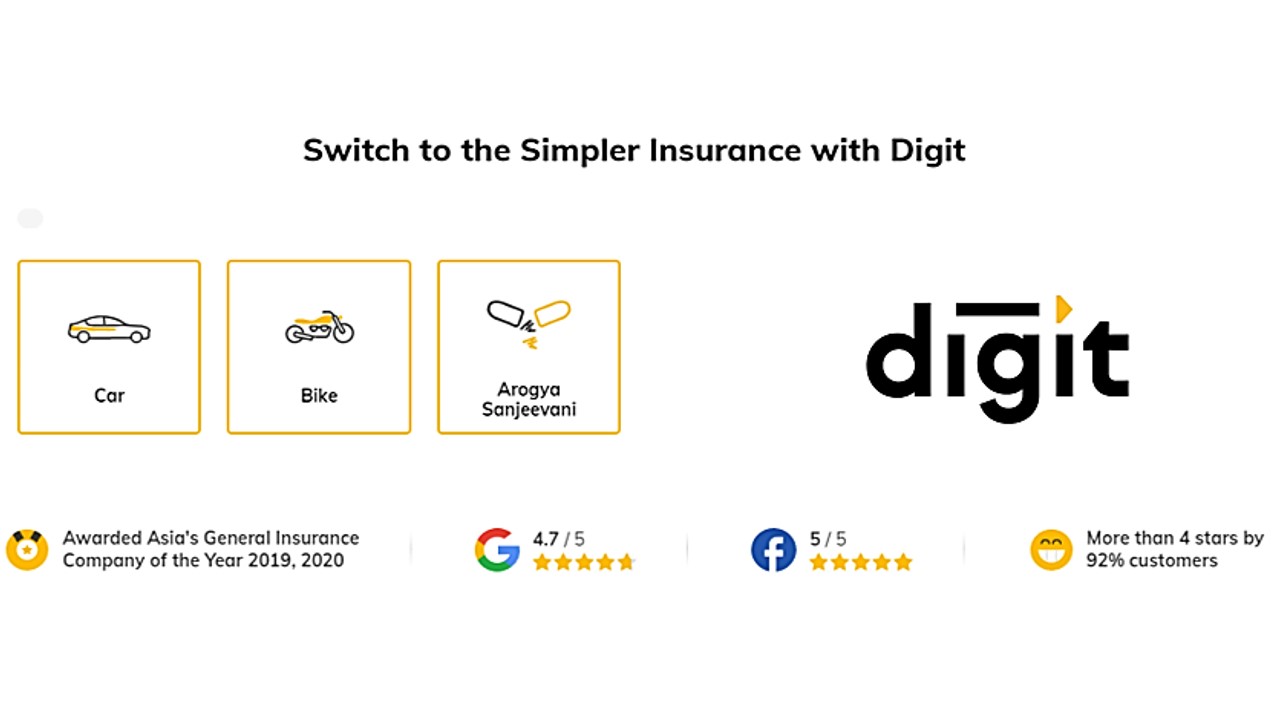 Switch to the Simpler Insurance with Digit
Car
Bike
Arogya
Sanjeevani
digit
Awarded Asia's General Insurance
Company of the Year 2019, 2020
4.7 / 5
5 / 5
More than 4 stars by
92% customers